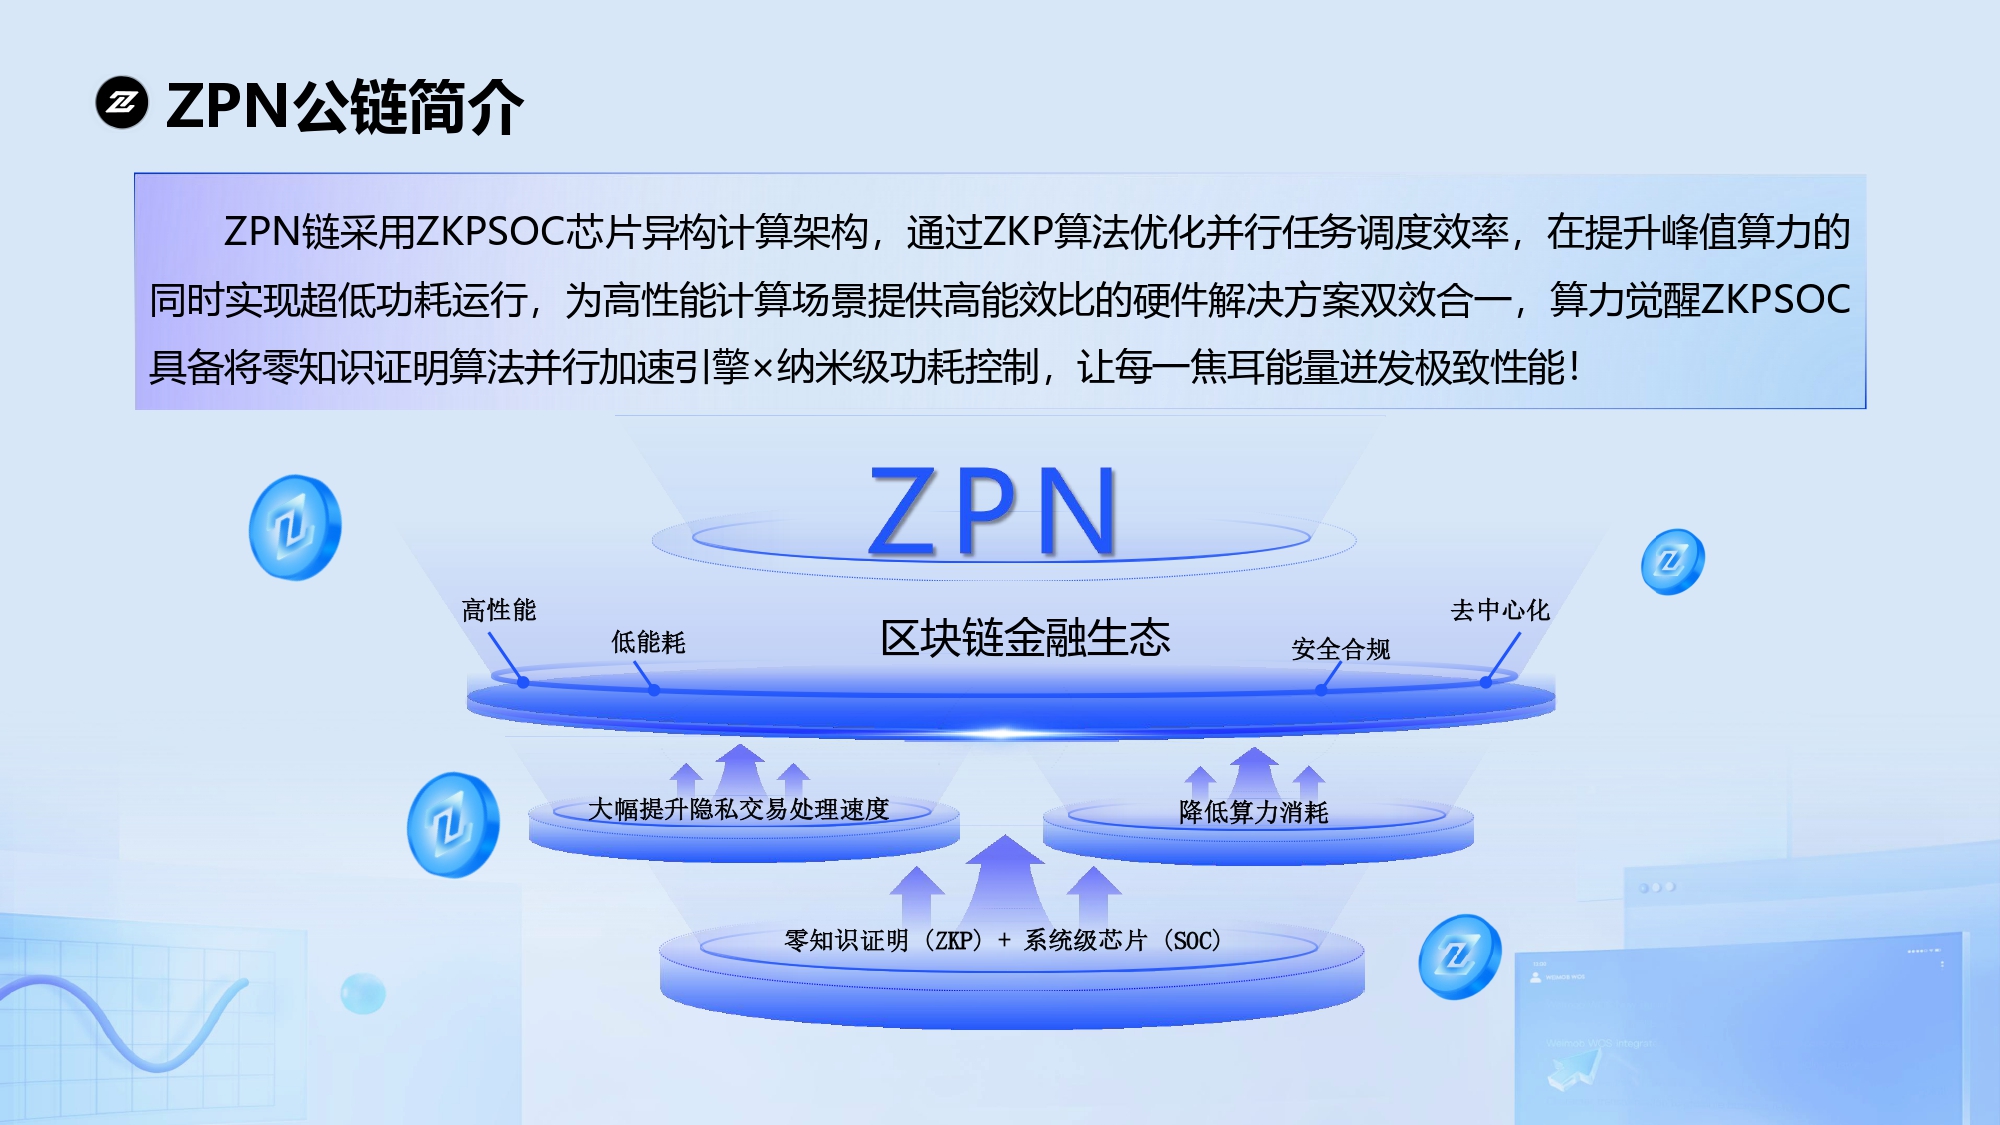 ZPN公链简介
ZPN链采用ZKPSOC芯片异构计算架构，通过ZKP算法优化并行任务调度效率，在提升峰值算力的
同时实现超低功耗运行，为高性能计算场景提供高能效比的硬件解决方案双效合一，算力觉醒ZKPSOC
具备将零知识证明算法并行加速引擎×纳米级功耗控制，让每一焦耳能量迸发极致性能！
ZPN
高性能
低能耗
区块链金融生态
安全合规
去中心化
大幅提升隐私交易处理速度
降低算力消耗
零知识证明（ZKP）+ 系统级芯片（SOC）